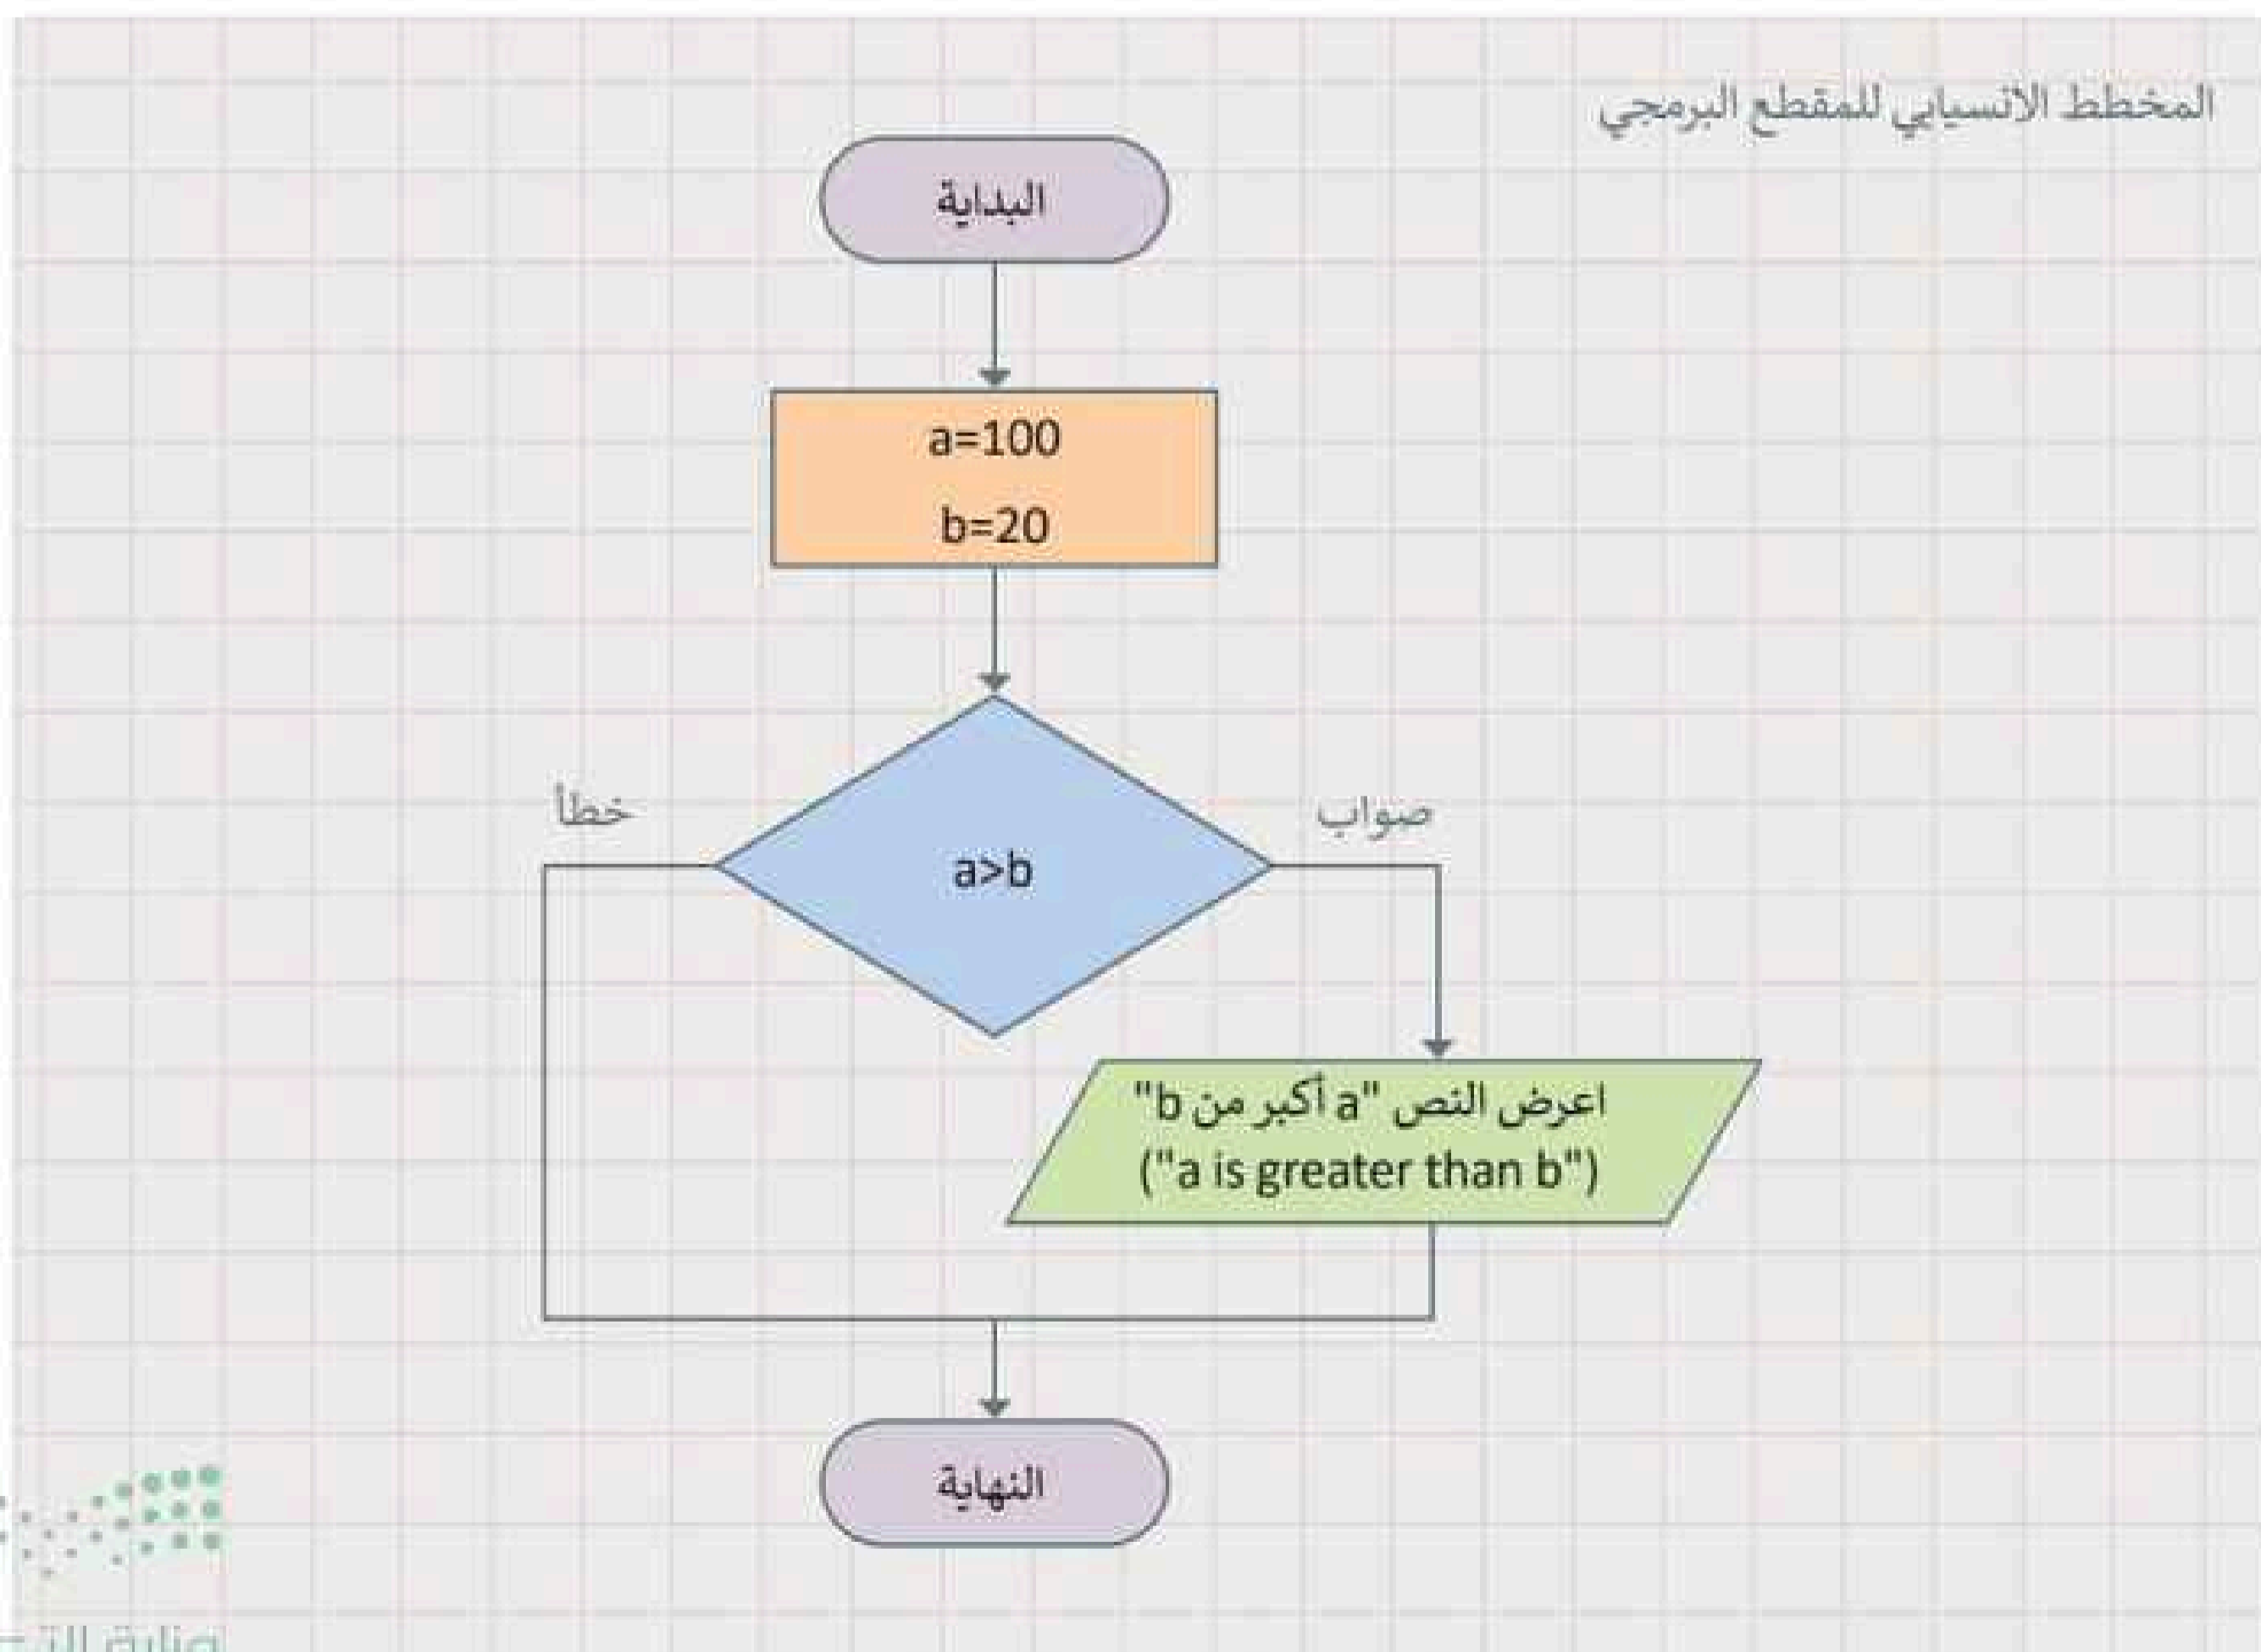 المخطط الانسيابي للمقطع البرمجي
البداية
a=100
b=20
a>b
صواب
خطأ
اعرض النص "a أكبر من b"
("a is greater than b")
النهاية